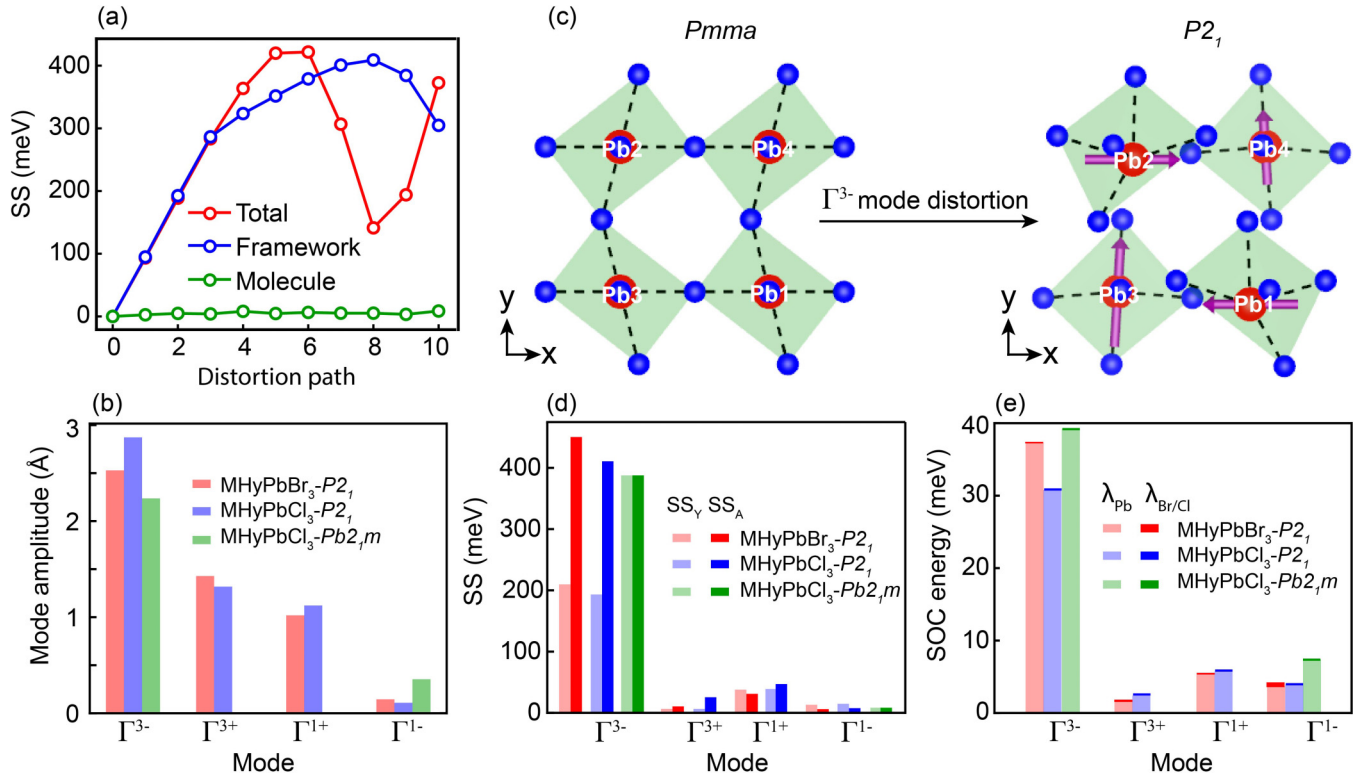 (a)
SS (meV)
400
300
200
100
0
Total
Framework
Molecule
0 2 4 6 8 10
Distortion path
(c)
Pmma
P2₁
Pb2 Pb4
Pb3 Pb1
y
x
Γ³⁻ mode distortion
Pb2 Pb4
Pb3 Pb1
y
x
(b)
Mode amplitude (Å)
3
2
1
0
MHyPbBr₃-P2₁
MHyPbCl₃-P2₁
MHyPbCl₃-Pb2₁m
Γ³⁻ Γ³⁺ Γ¹⁺ Γ¹⁻
Mode
(d)
SS (meV)
400
200
100
0
SS_Y SS_A
MHyPbBr₃-P2₁
MHyPbCl₃-P2₁
MHyPbCl₃-Pb2₁m
Γ³⁻ Γ³⁺ Γ¹⁺ Γ¹⁻
Mode
(e)
SOC energy (meV)
40
30
20
10
0
λ_Pb λ_Br/Cl
MHyPbBr₃-P2₁
MHyPbCl₃-P2₁
MHyPbCl₃-Pb2₁m
Γ³⁻ Γ³⁺ Γ¹⁺ Γ¹⁻
Mode